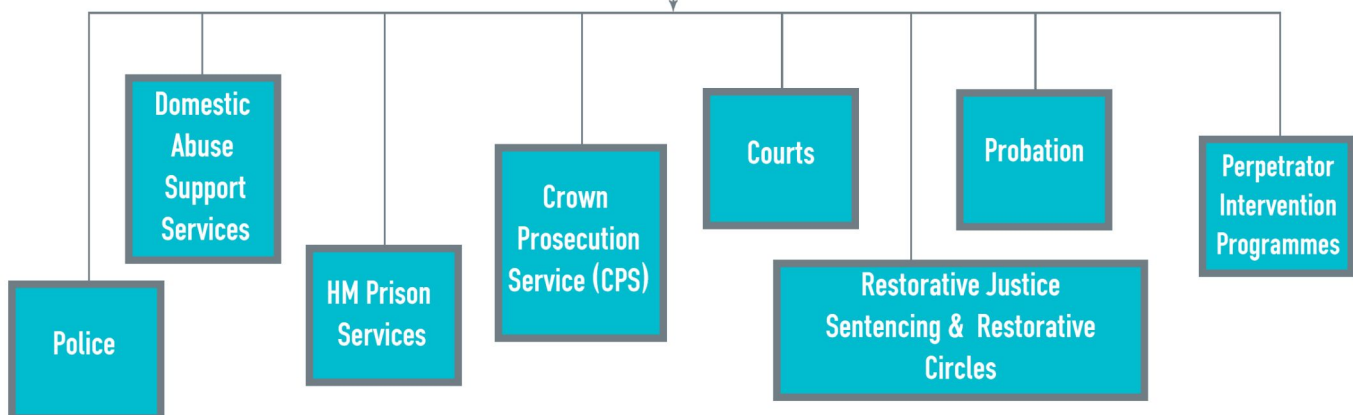 Police
Domestic
Abuse
Support
Services
HM Prison
Services
Crown
Prosecution
Service (CPS)
Courts
Restorative Justice
Sentencing & Restorative
Circles
Probation
Perpetrator
Intervention
Programmes